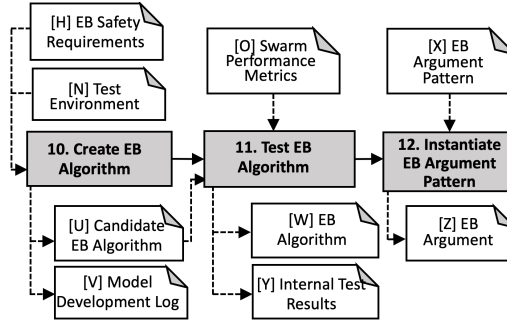 [H] EB Safety
Requirements
[N] Test
Environment
[O] Swarm
Performance
Metrics
[X] EB
Argument
Pattern
10. Create EB
Algorithm
11. Test EB
Algorithm
12. Instantiate
EB Argument
Pattern
[U] Candidate
EB Algorithm
[V] Model
Development Log
[W] EB
Algorithm
[Y] Internal Test
Results
[Z] EB
Argument